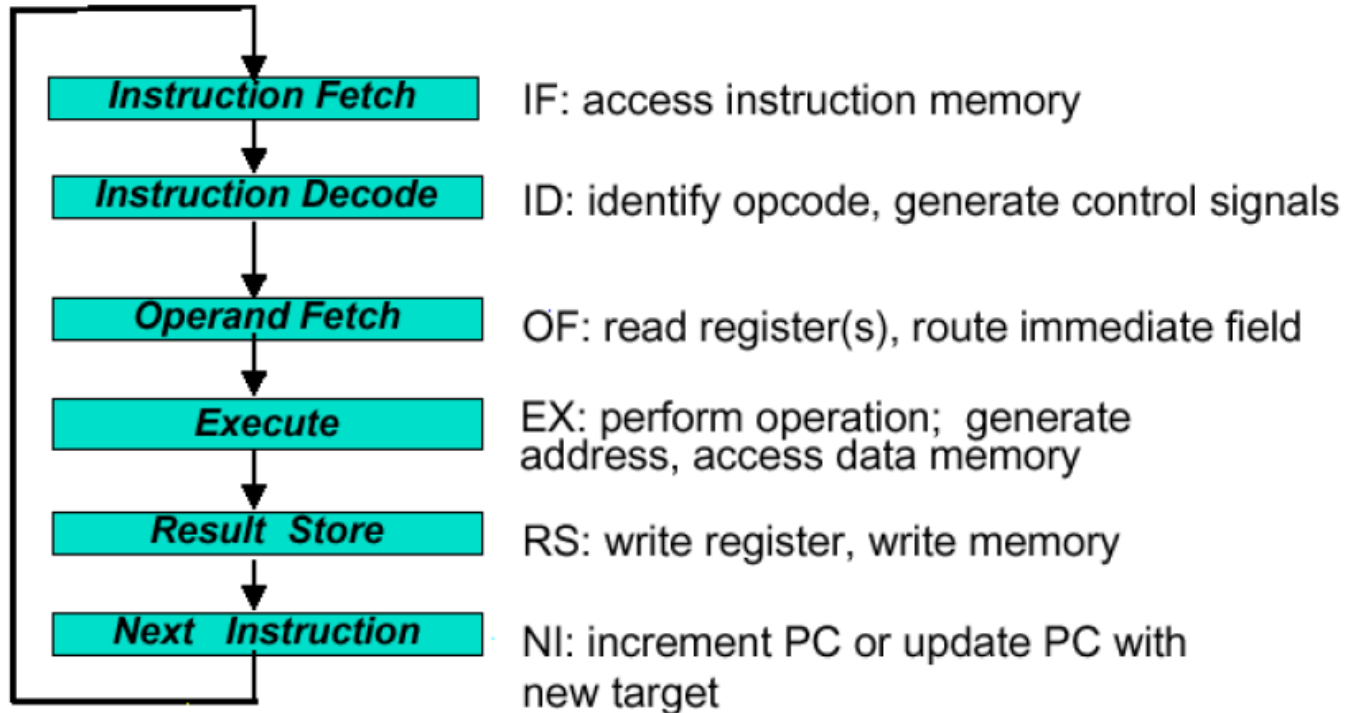 Instruction Fetch
IF: access instruction memory
Instruction Decode
ID: identify opcode, generate control signals
Operand Fetch
OF: read register(s), route immediate field
Execute
EX: perform operation; generate
address, access data memory
Result Store
RS: write register, write memory
Next Instruction
NI: increment PC or update PC with
new target